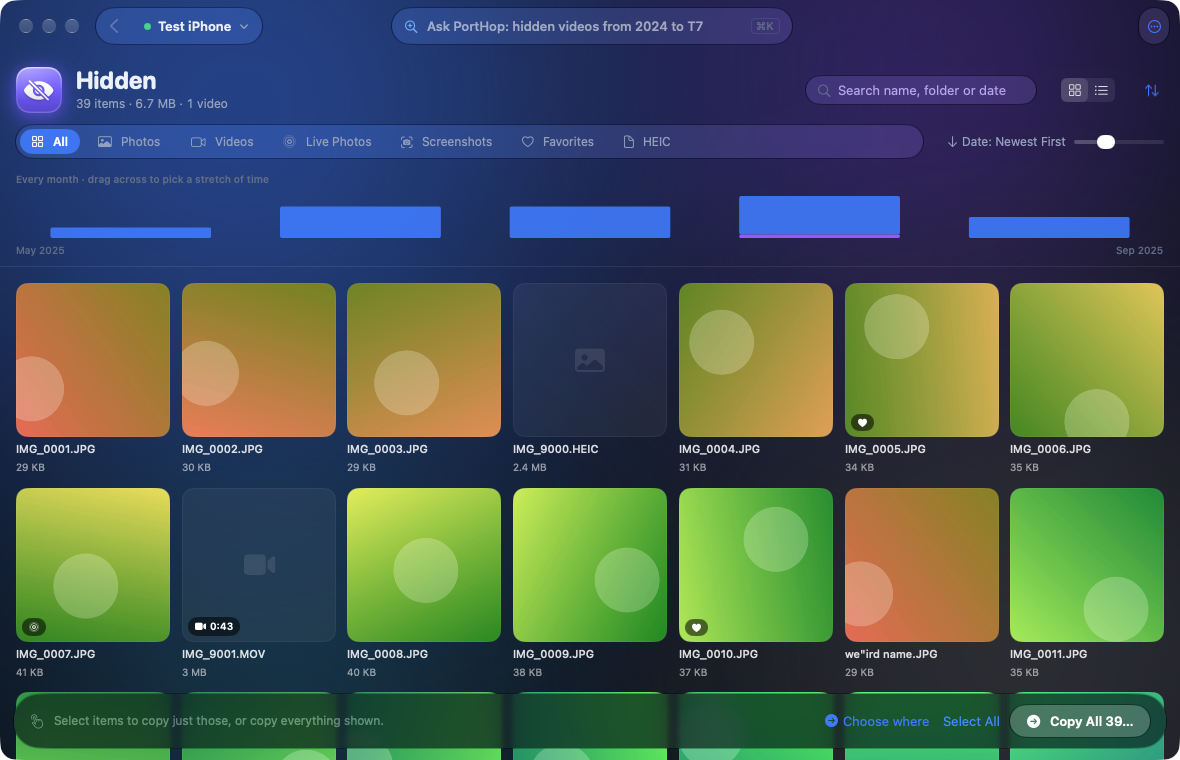 Test iPhone
Ask PortHop: hidden videos from 2024 to T7
⌘K
Hidden
39 items · 6.7 MB · 1 video
Search name, folder or date
All
Photos
Videos
Live Photos
Screenshots
Favorites
HEIC
↓ Date: Newest First
Every month · drag across to pick a stretch of time
May 2025
Sep 2025
IMG_0001.JPG
29 KB
IMG_0002.JPG
30 KB
IMG_0003.JPG
29 KB
IMG_9000.HEIC
2.4 MB
IMG_0004.JPG
31 KB
IMG_0005.JPG
34 KB
IMG_0006.JPG
35 KB
IMG_0007.JPG
41 KB
0:43
IMG_9001.MOV
3 MB
IMG_0008.JPG
40 KB
IMG_0009.JPG
38 KB
IMG_0010.JPG
37 KB
we"ird name.JPG
29 KB
IMG_0011.JPG
35 KB
Select items to copy just those, or copy everything shown.
Choose where
Select All
Copy All 39...